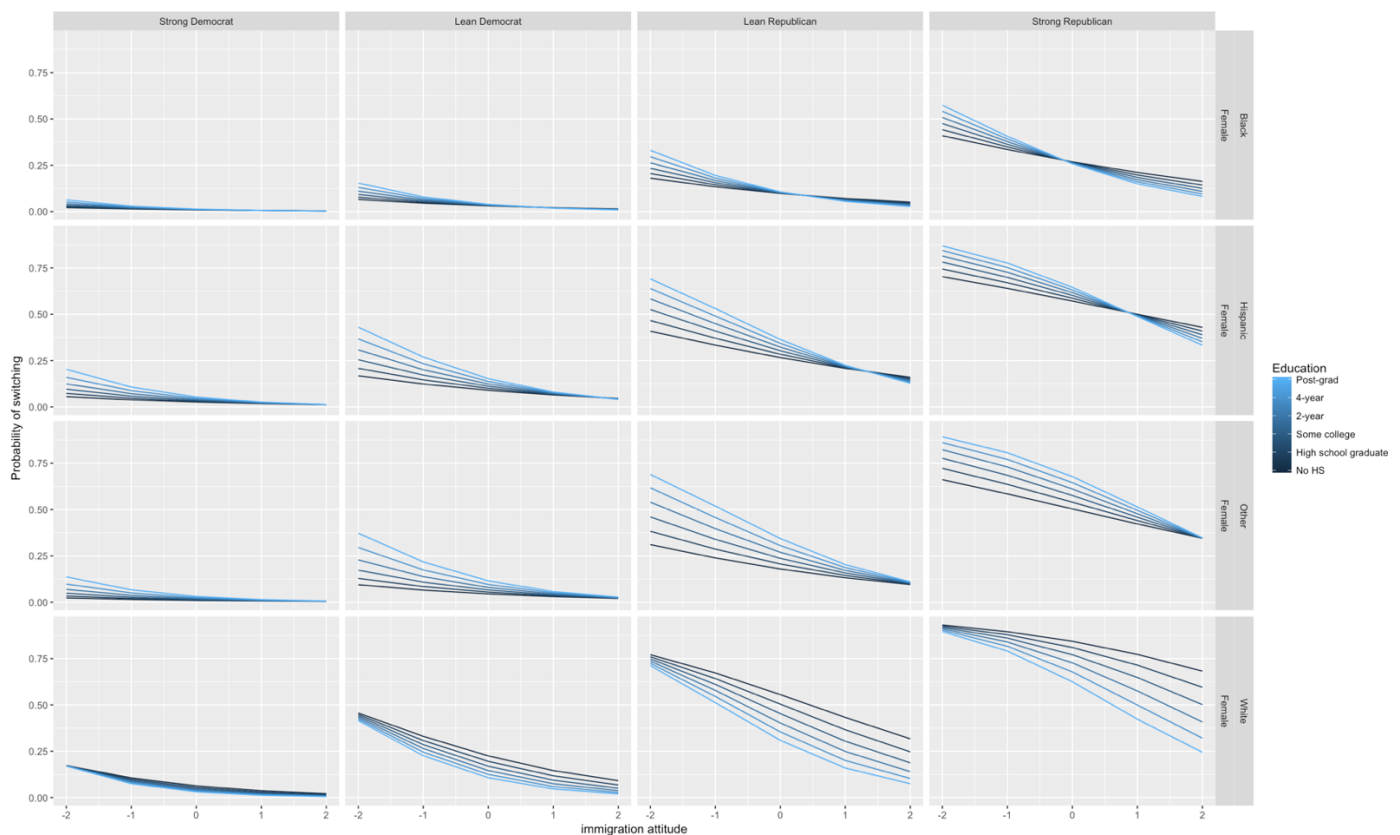 Strong Democrat
Lean Democrat
Lean Republican
Strong Republican
0.75
0.50
0.25
0.00
Female
Black
0.75
0.50
0.25
0.00
Female
Hispanic
0.75
0.50
0.25
0.00
Female
Other
0.75
0.50
0.25
0.00
Female
White
-2
-1
0
1
2
-2
-1
0
1
2
-2
-1
0
1
2
-2
-1
0
1
2
Probability of switching
immigration attitude
Education
Post-grad
4-year
2-year
Some college
High school graduate
No HS